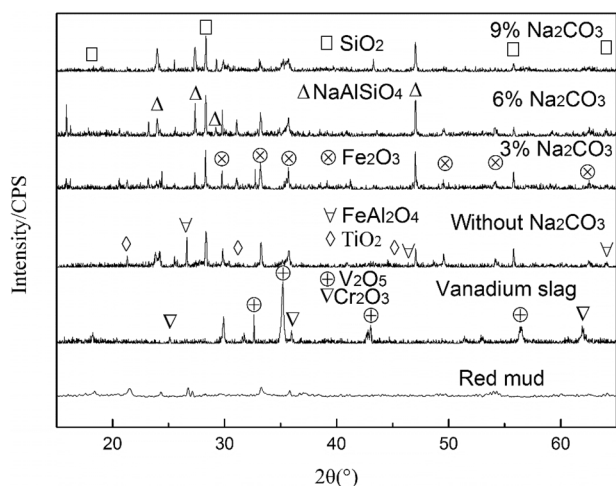 9% Na2CO3
SiO2
NaAlSiO4
6% Na2CO3
3% Na2CO3
Fe2O3
FeAl2O4
Without Na2CO3
TiO2
V2O5
Cr2O3
Vanadium slag
Red mud
Intensity/CPS
20 30 40 50 60
2θ(°)